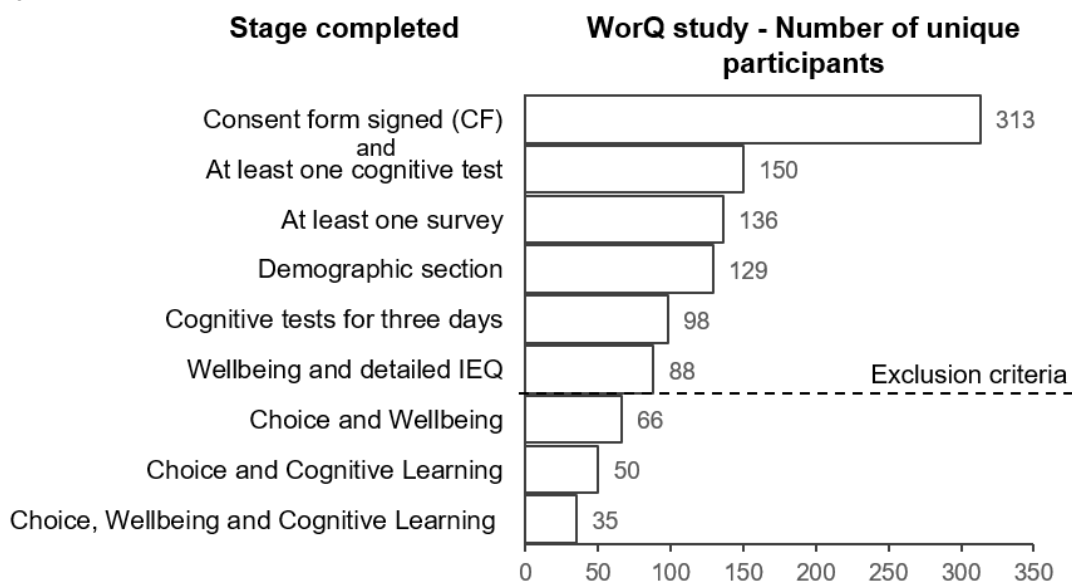 Stage completed
WorQ study - Number of unique
participants
Consent form signed (CF)
313
and
At least one cognitive test
150
At least one survey
136
Demographic section
129
Cognitive tests for three days
98
Wellbeing and detailed IEQ
88
Exclusion criteria
Choice and Wellbeing
66
Choice and Cognitive Learning
50
Choice, Wellbeing and Cognitive Learning
35
0 50 100 150 200 250 300 350